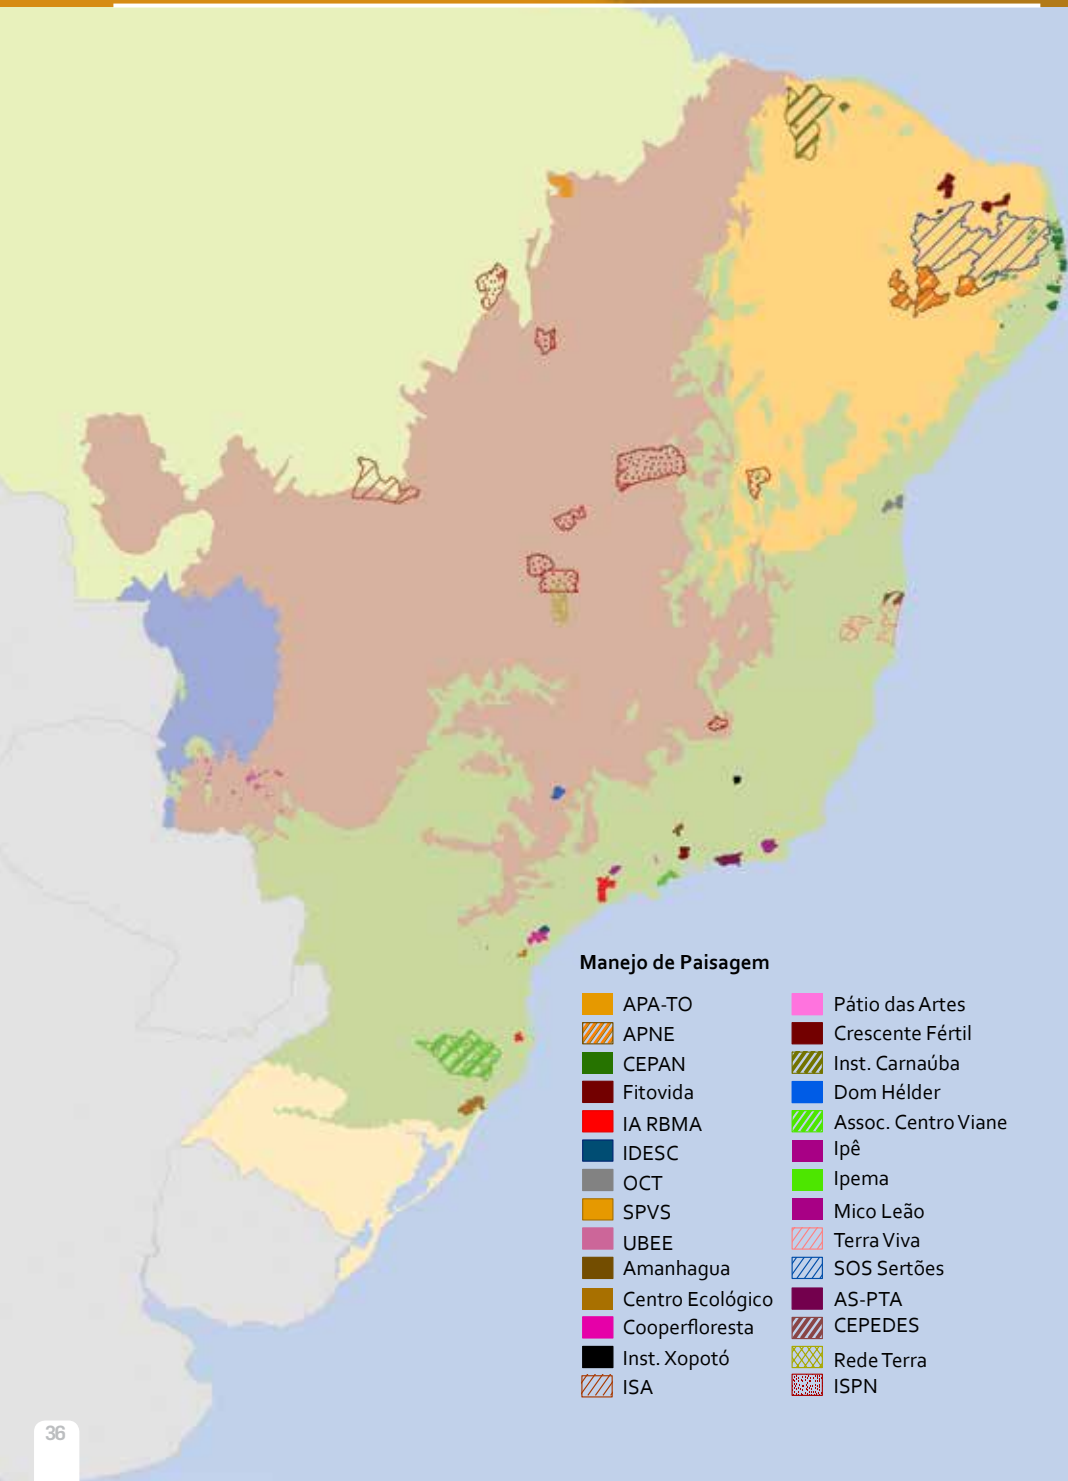 Manejo de Paisagem
APA-TO
APNE
CEPAN
Fitovida
IA RBMA
IDESC
OCT
SPVS
UBEE
Amanhagua
Centro Ecológico
Cooperfloresta
Inst. Xopotó
ISA
Pátio das Artes
Crescente Fértil
Inst. Carnaúba
Dom Hélder
Assoc. Centro Viane
Ipê
Ipema
Mico Leão
Terra Viva
SOS Sertões
AS-PTA
CEPEDES
Rede Terra
ISPN
36